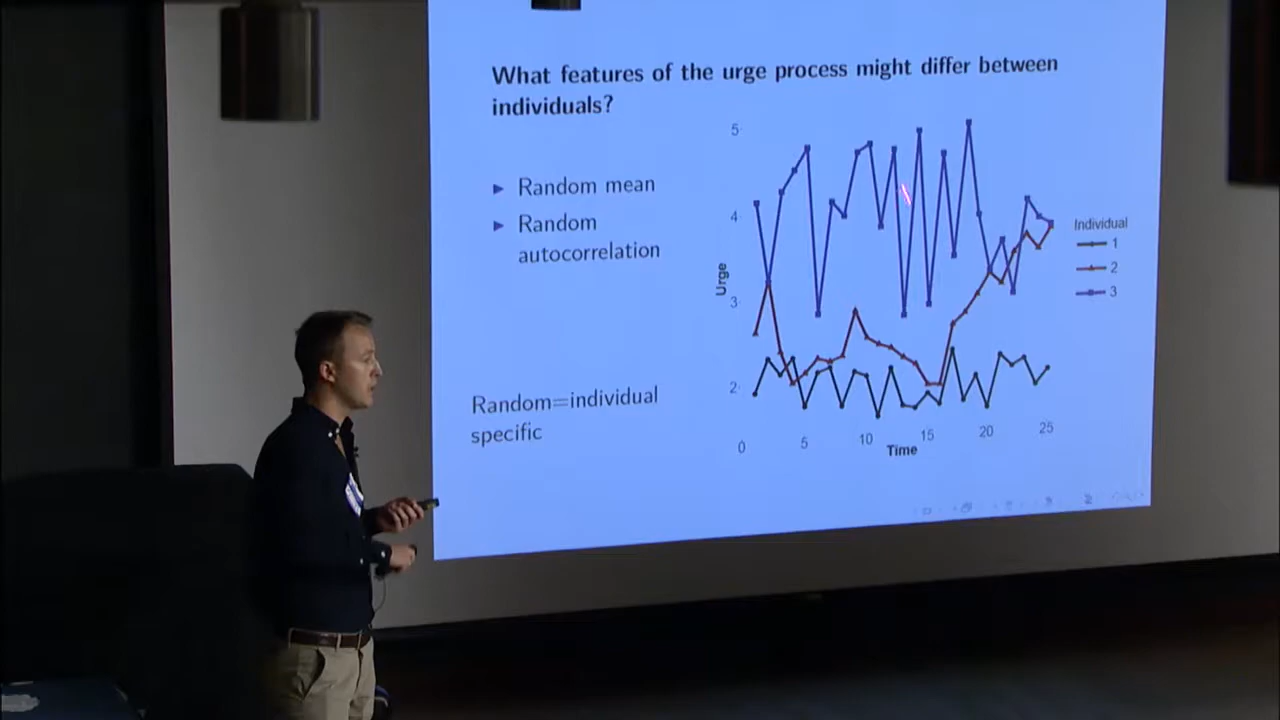 What features of the urge process might differ between
individuals?
Random mean
Random
autocorrelation
Random=individual
specific
5
4
3
2
Urge
0
5
10
15
20
25
Time
Individual
1
2
3